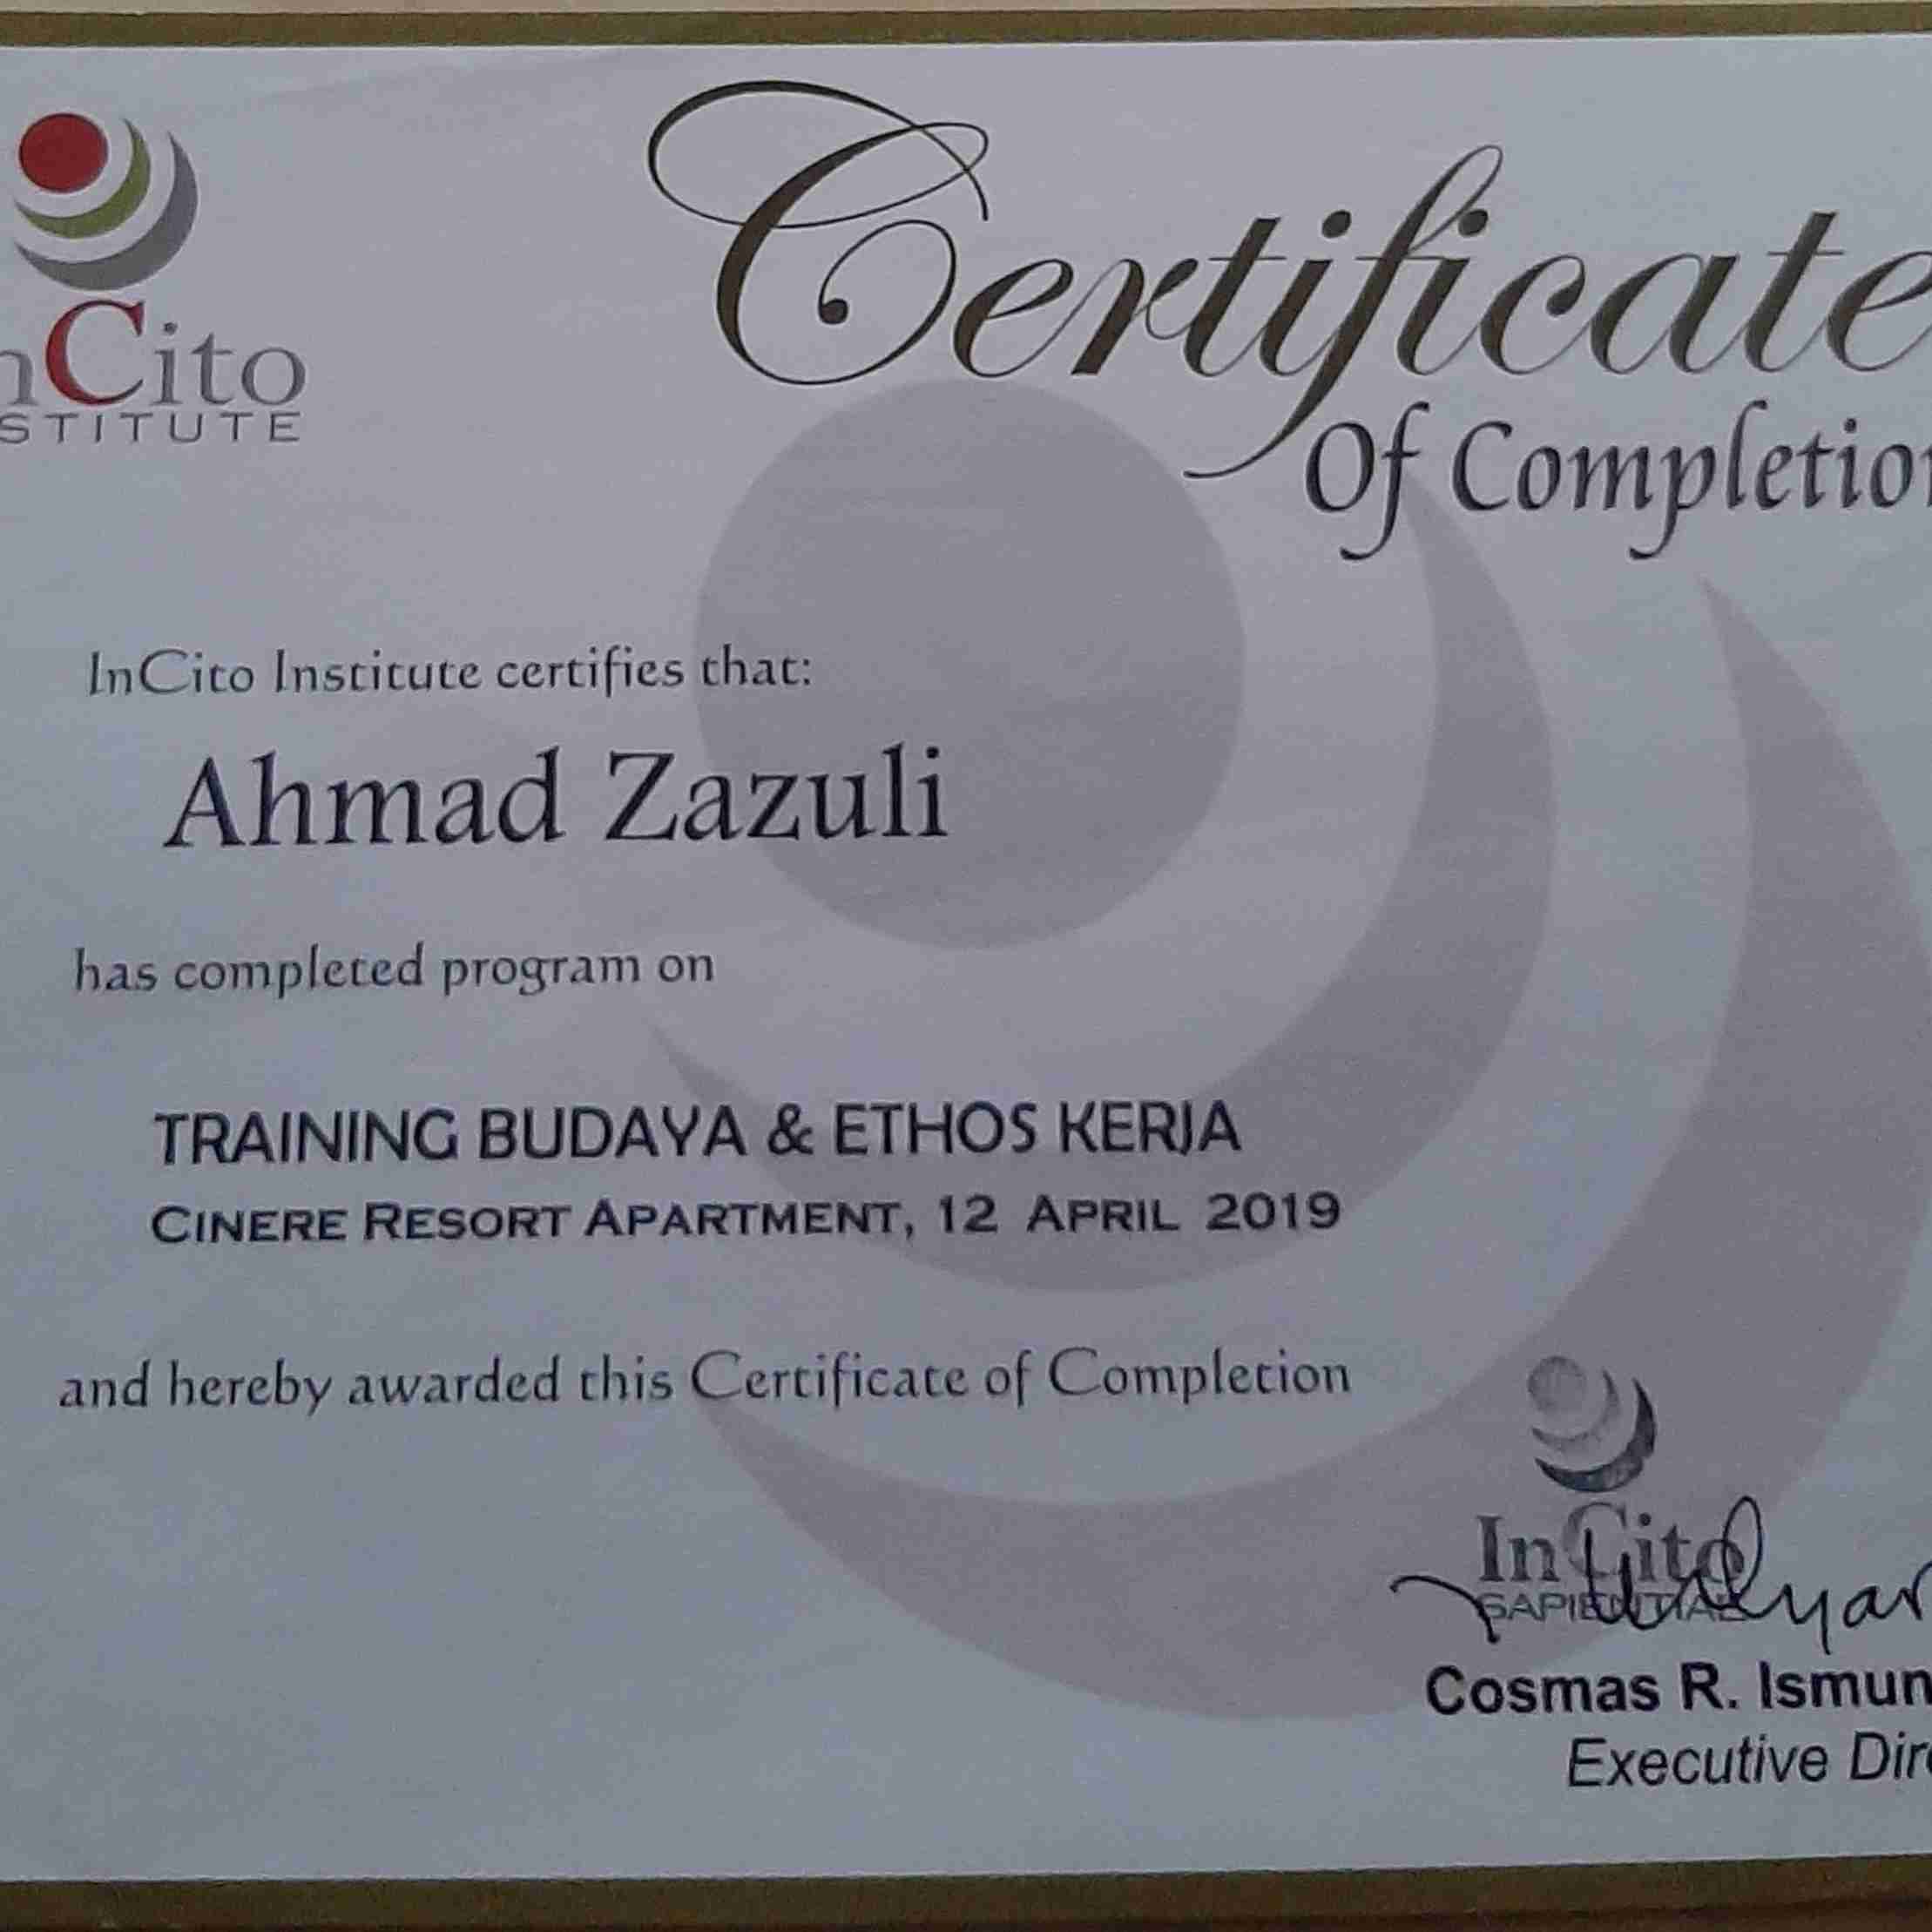 nCito
STITUTE
Certificate
Of Completion
InCito Institute certifies that:
Ahmad Zazuli
has completed program on
TRAINING BUDAYA & ETHOS KERJA
CINERE RESORT APARTMENT, 12 APRIL 2019
and hereby awarded this Certificate of Completion
InCito
SAPIENTIAE
Cosmas R. Ismun
Executive Dir